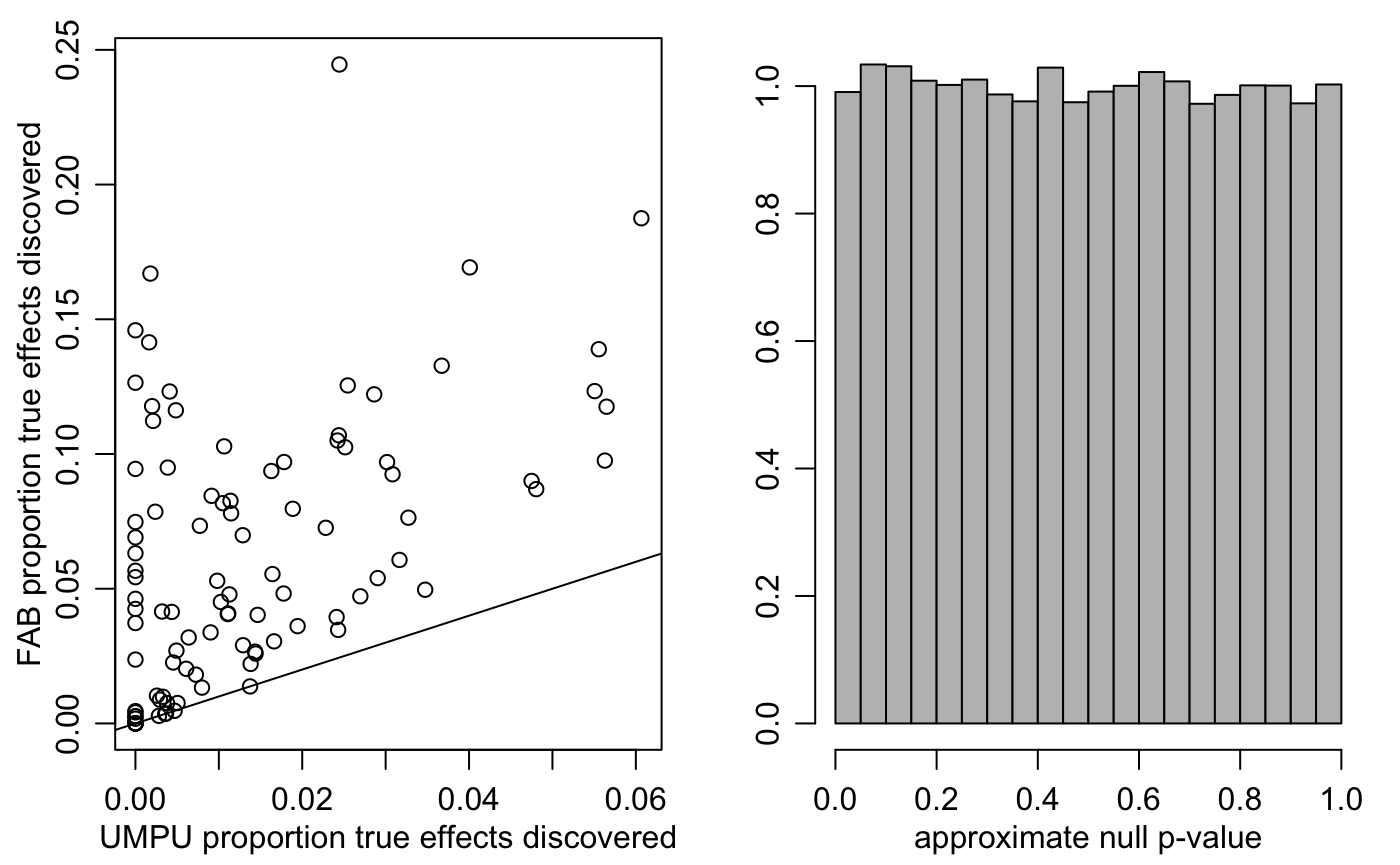 FAB proportion true effects discovered
0.25
0.20
0.15
0.10
0.05
0.00
0.00 0.02 0.04 0.06
UMPU proportion true effects discovered
1.0
0.8
0.6
0.4
0.2
0.0
0.0 0.2 0.4 0.6 0.8 1.0
approximate null p-value